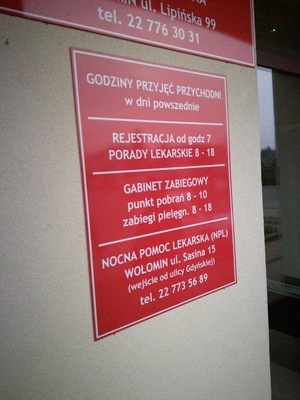 WOŁOMIN ul. Lipińska 99
tel. 22 776 30 31
GODZINY PRZYJĘĆ PRZYCHODNI
w dni powszednie
REJESTRACJA od godz 7
PORADY LEKARSKIE 8 - 18
GABINET ZABIEGOWY
punkt pobrań 8 - 10
zabiegi pielęgn. 8 - 18
NOCNA POMOC LEKARSKA (NPL)
WOŁOMIN ul. Sasina 15
(wejście od ulicy Gdyńskiej)
tel. 22 773 56 89